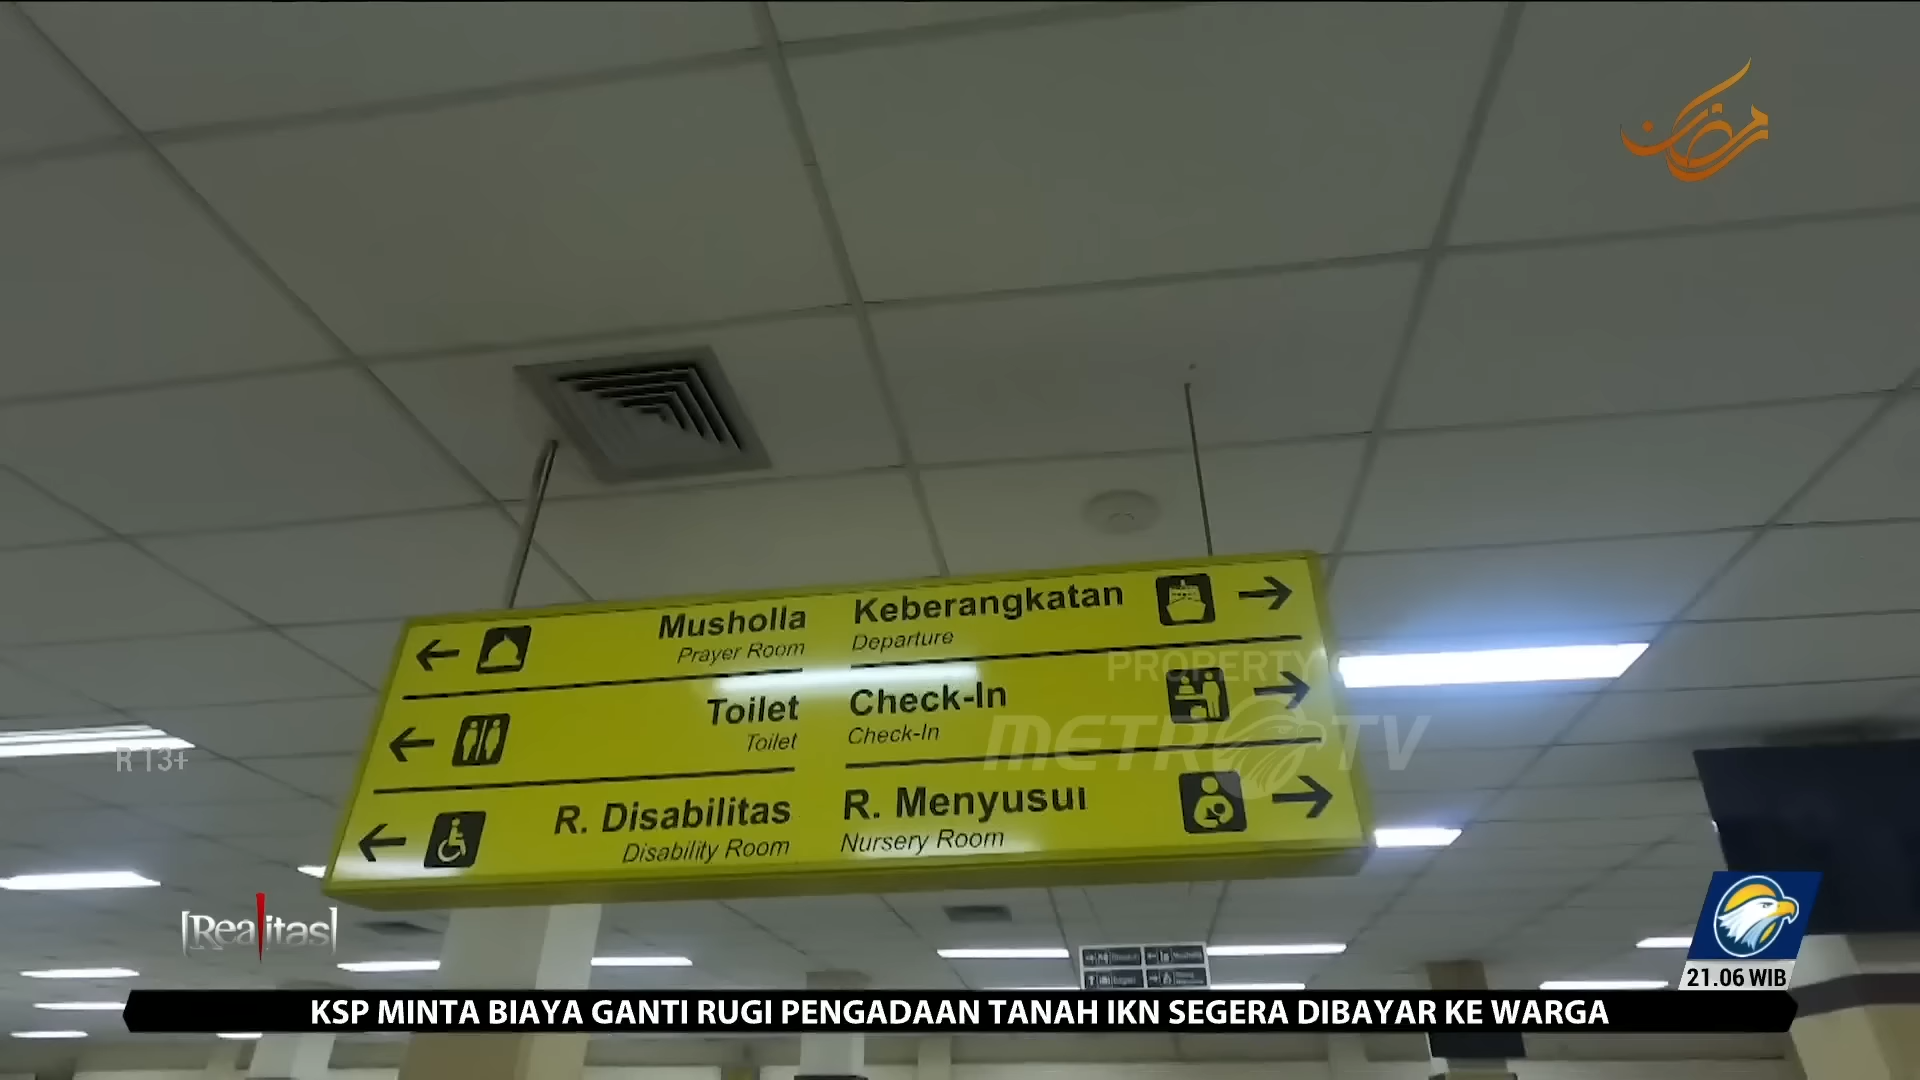 رمضان
Musholla
Prayer Room
Keberangkatan
Departure
PROPERTY
Toilet
Toilet
Check-In
Check-In
METRO TV
R 13+
R. Disabilitas
Disability Room
R. Menyusui
Nursery Room
[Realitas]
21.06 WIB
KSP MINTA BIAYA GANTI RUGI PENGADAAN TANAH IKN SEGERA DIBAYAR KE WARGA